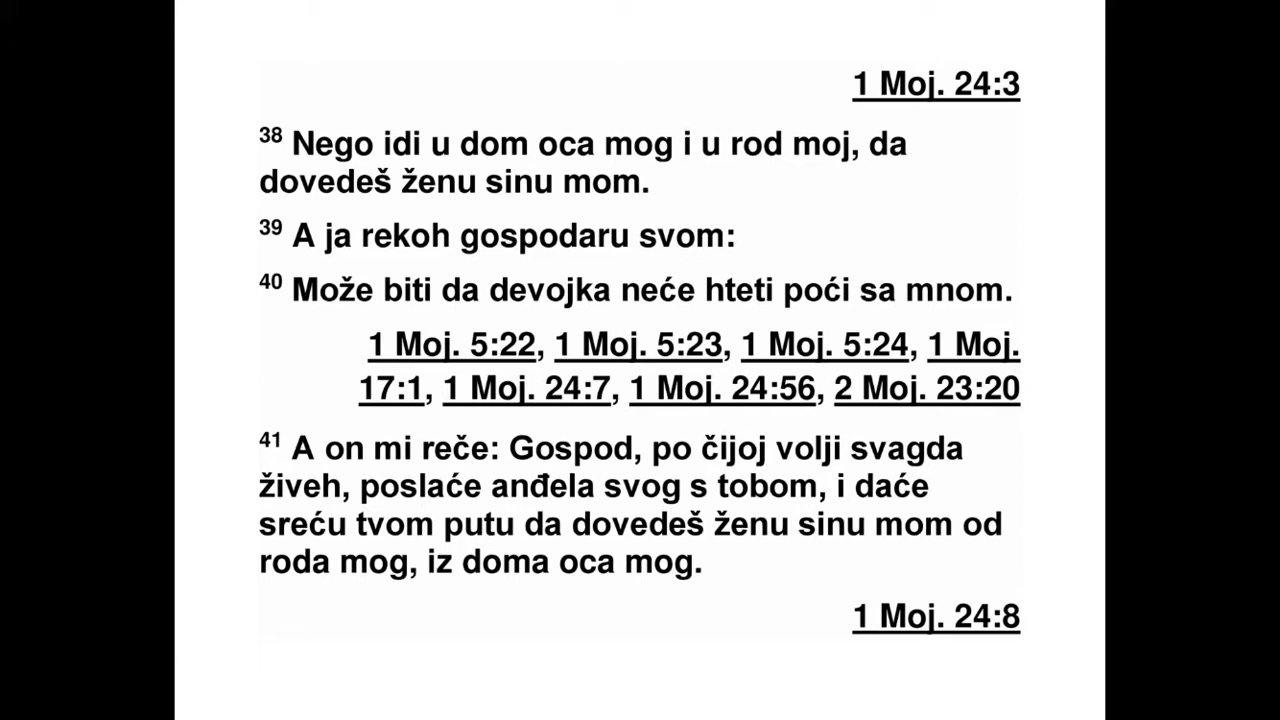 1 Moj. 24:3
38 Nego idi u dom oca mog i u rod moj, da
dovedeš ženu sinu mom.
39 A ja rekoh gospodaru svom:
40 Može biti da devojka neće hteti poći sa mnom.
1 Moj. 5:22, 1 Moj. 5:23, 1 Moj. 5:24, 1 Moj.
17:1, 1 Moj. 24:7, 1 Moj. 24:56, 2 Moj. 23:20
41 A on mi reče: Gospod, po čijoj volji svagda
živeh, poslaće anđela svog s tobom, i daće
sreću tvom putu da dovedeš ženu sinu mom od
roda mog, iz doma oca mog.
1 Moj. 24:8